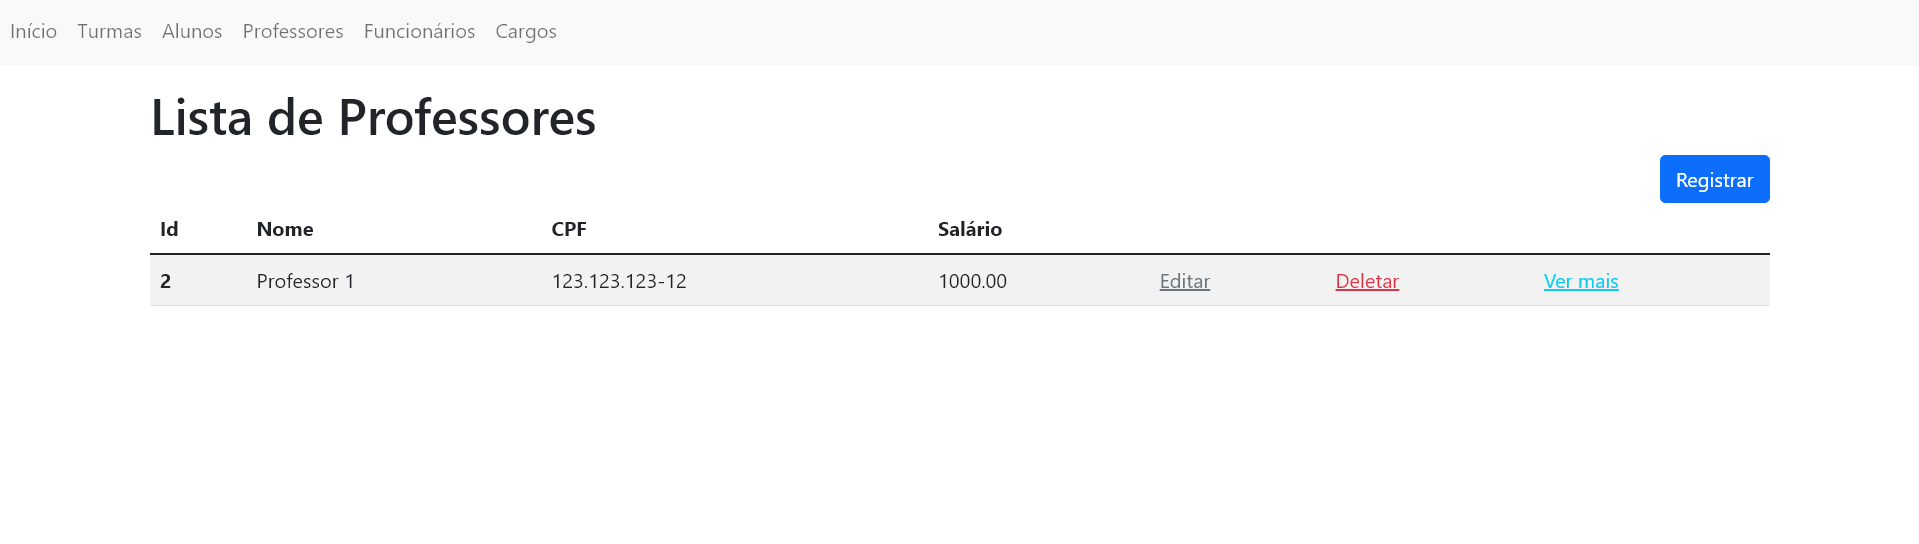 Início Turmas Alunos Professores Funcionários Cargos
Lista de Professores
Registrar
Id Nome CPF Salário
2 Professor 1 123.123.123-12 1000.00 Editar Deletar Ver mais